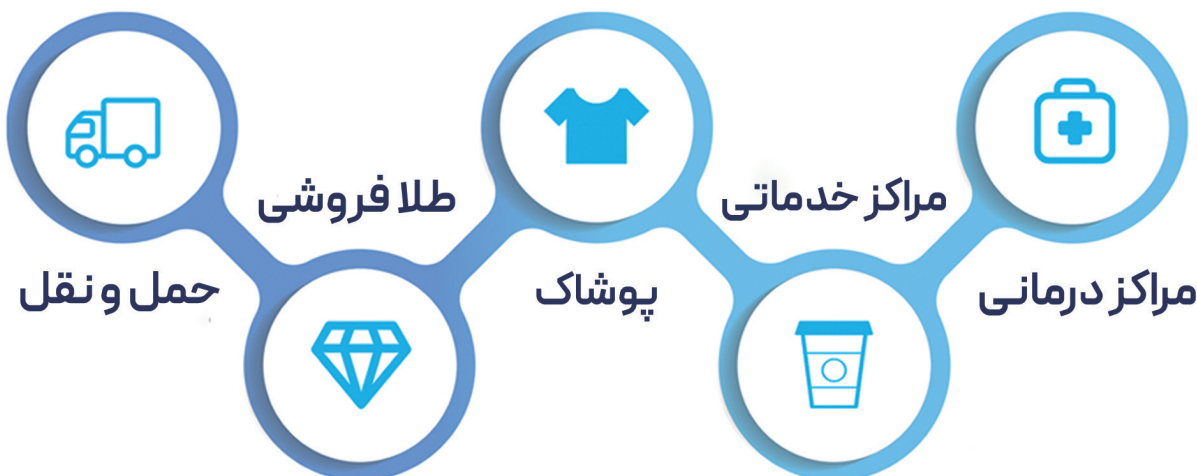 مراکز درمانی
مراکز خدماتی
پوشاک
طلا فروشی
حمل و نقل